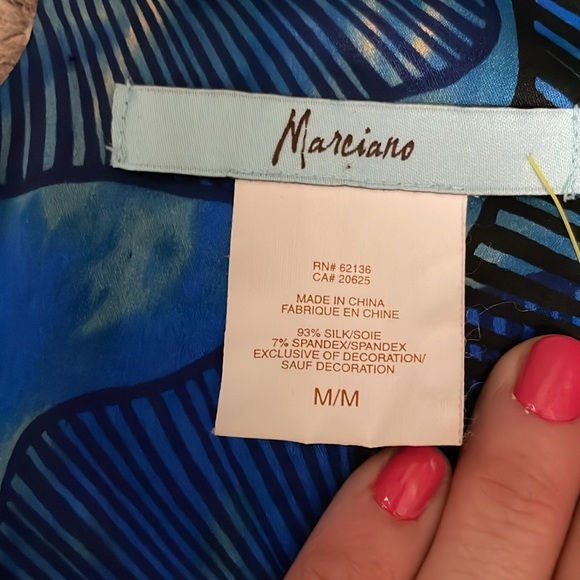 Marciano
RN# 62136
CA# 20625
MADE IN CHINA
FABRIQUE EN CHINE
93% SILK/SOIE
7% SPANDEX/SPANDEX
EXCLUSIVE OF DECORATION/
SAUF DECORATION
M/M